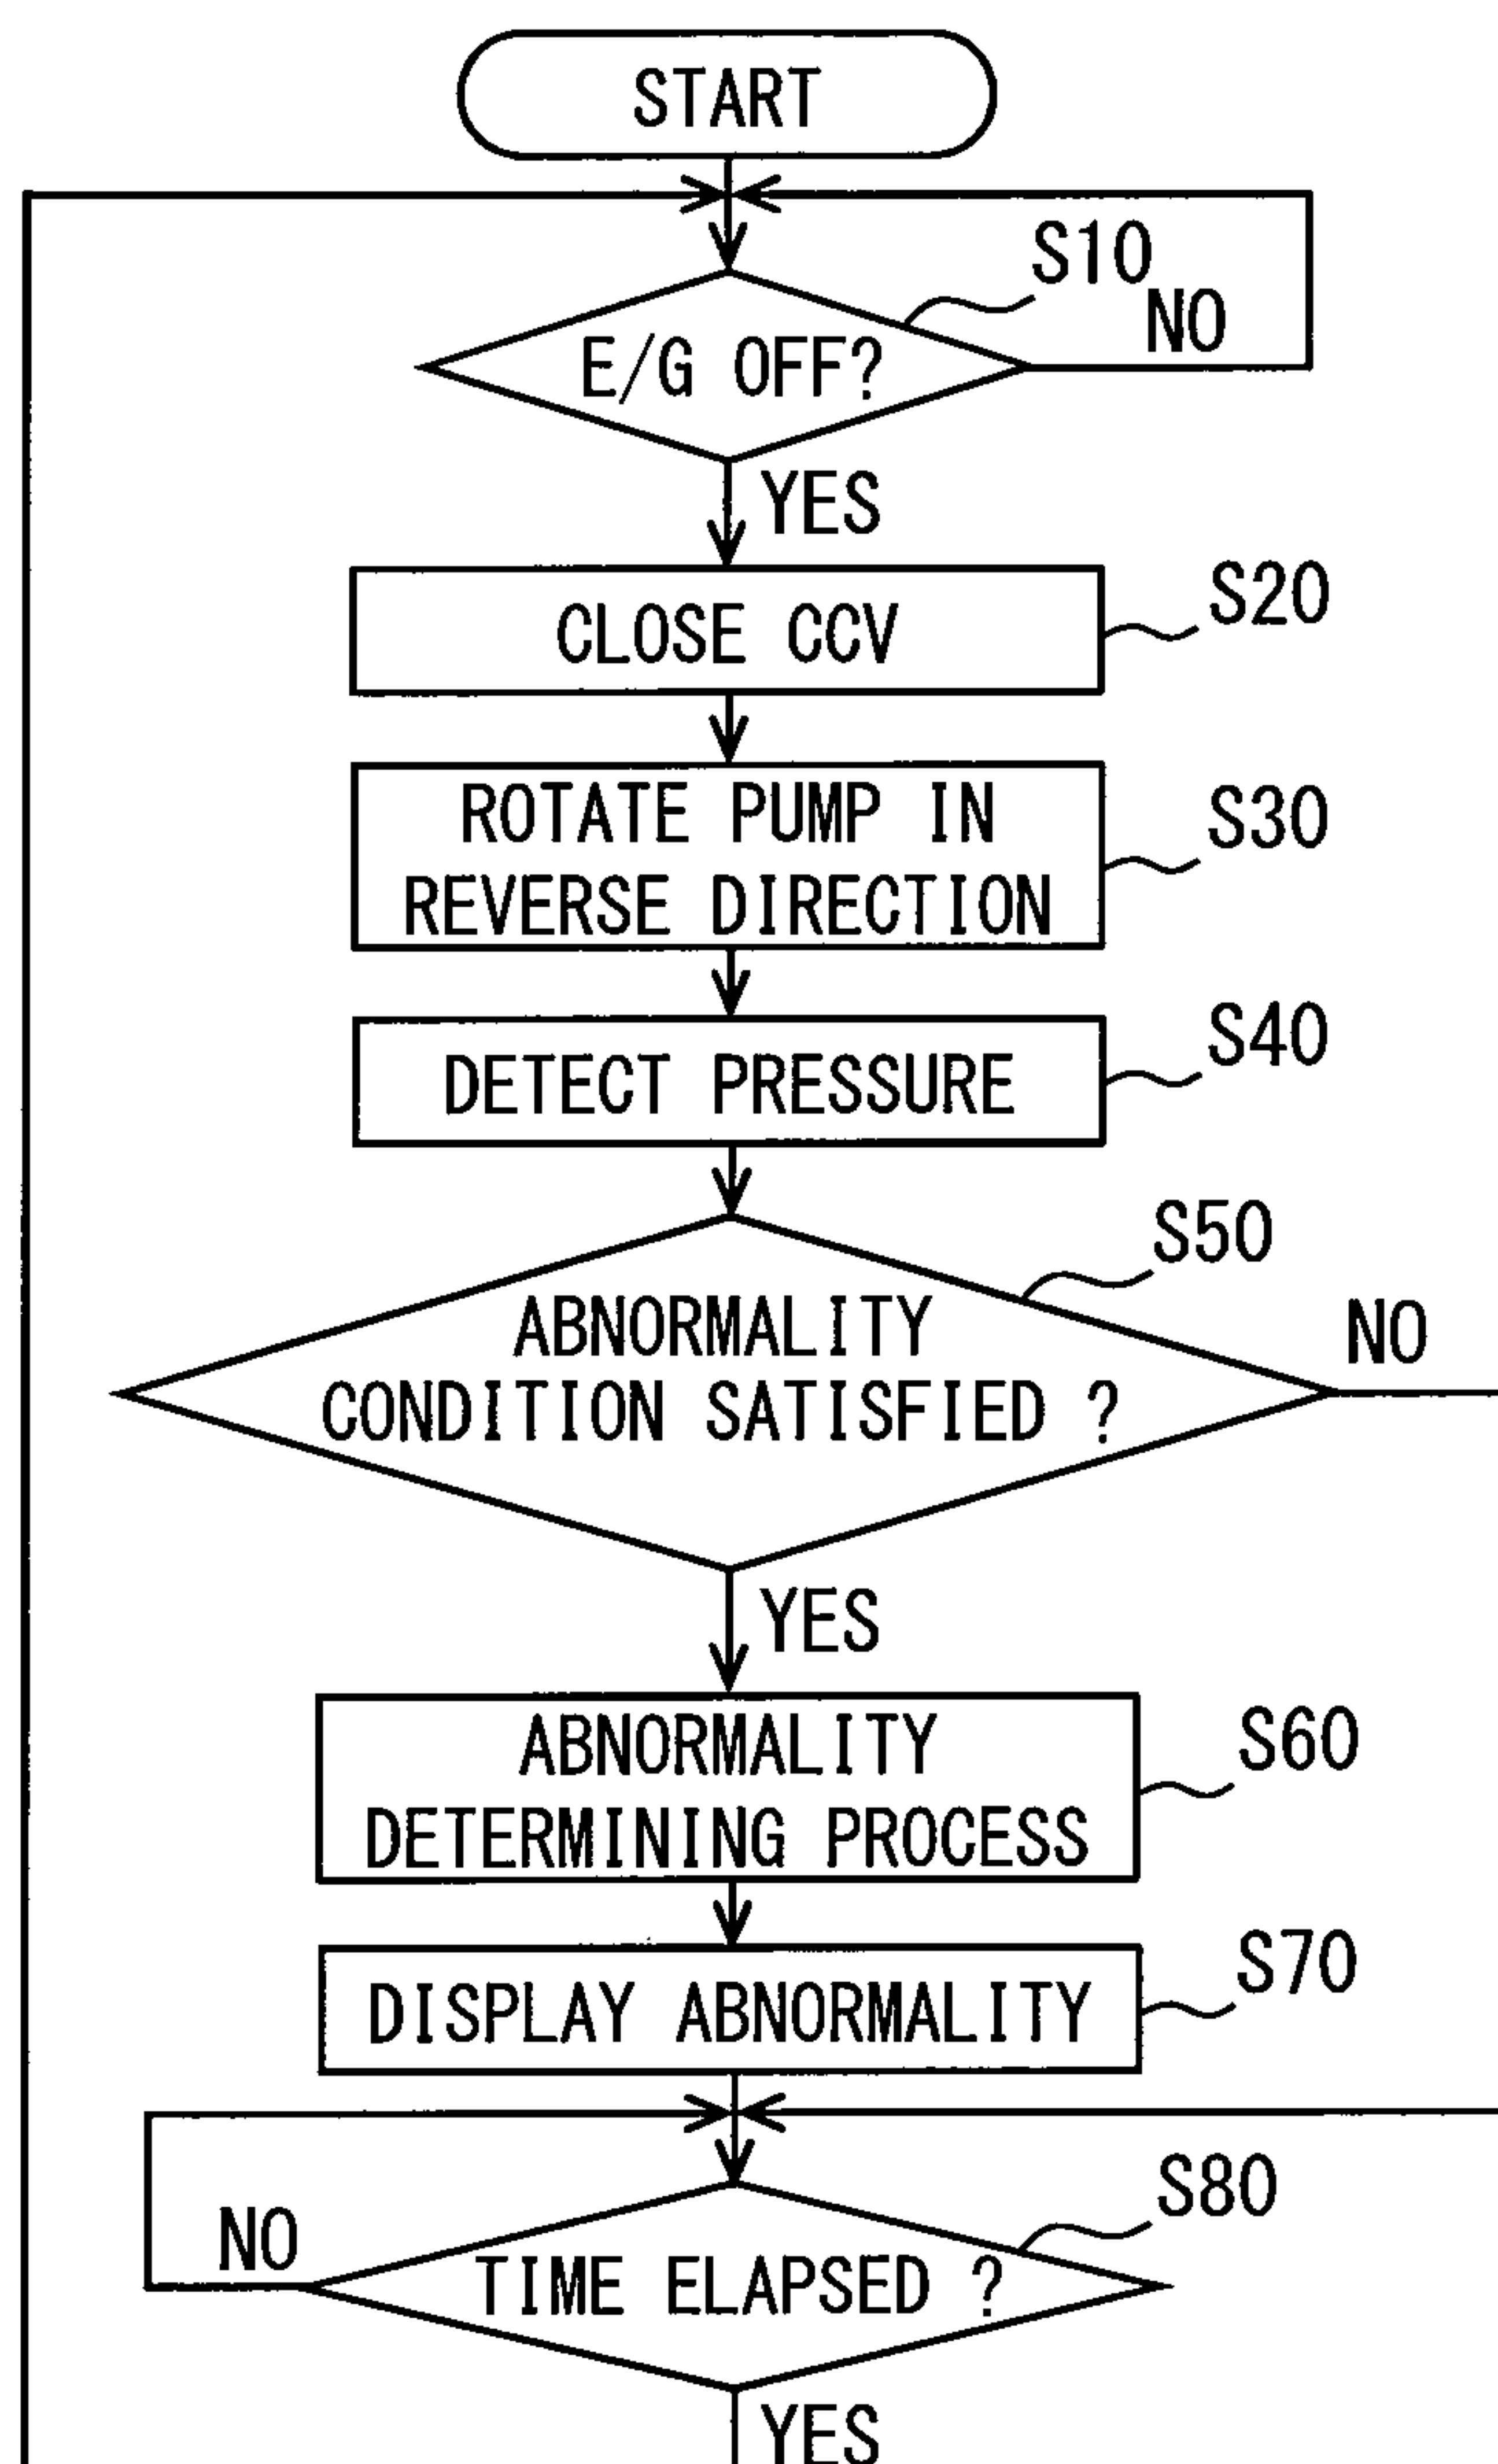 START
S10
NO
E/G OFF?
YES
CLOSE CCV
S20
ROTATE PUMP IN
REVERSE DIRECTION
S30
DETECT PRESSURE
S40
S50
NO
ABNORMALITY
CONDITION SATISFIED ?
YES
ABNORMALITY
DETERMINING PROCESS
S60
DISPLAY ABNORMALITY
S70
S80
NO
TIME ELAPSED ?
YES